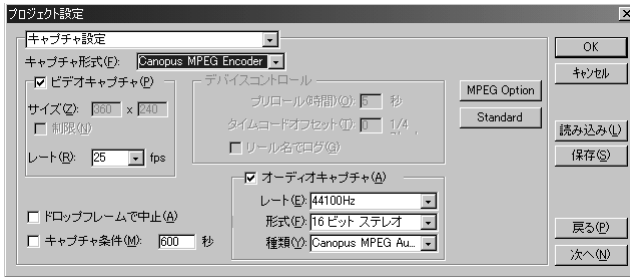 プロジェクト設定
キャプチャ設定
キャプチャ形式(F): Canopus MPEG Encoder
ビデオキャプチャ(P)
サイズ(Z): 360 x 240
制限(N)
レート(R): 25 fps
デバイスコントロール
プリロール(時間)(O): 5 秒
タイムコードオフセット(T): 0 1/4
リール名でログ(G)
MPEG Option
Standard
オーディオキャプチャ(A)
レート(E): 44100Hz
形式(F): 16 ビット ステレオ
種類(Y): Canopus MPEG Au...
ドロップフレームで中止(A)
キャプチャ条件(M): 600 秒
OK
キャンセル
読み込み(L)
保存(S)
戻る(P)
次へ(N)